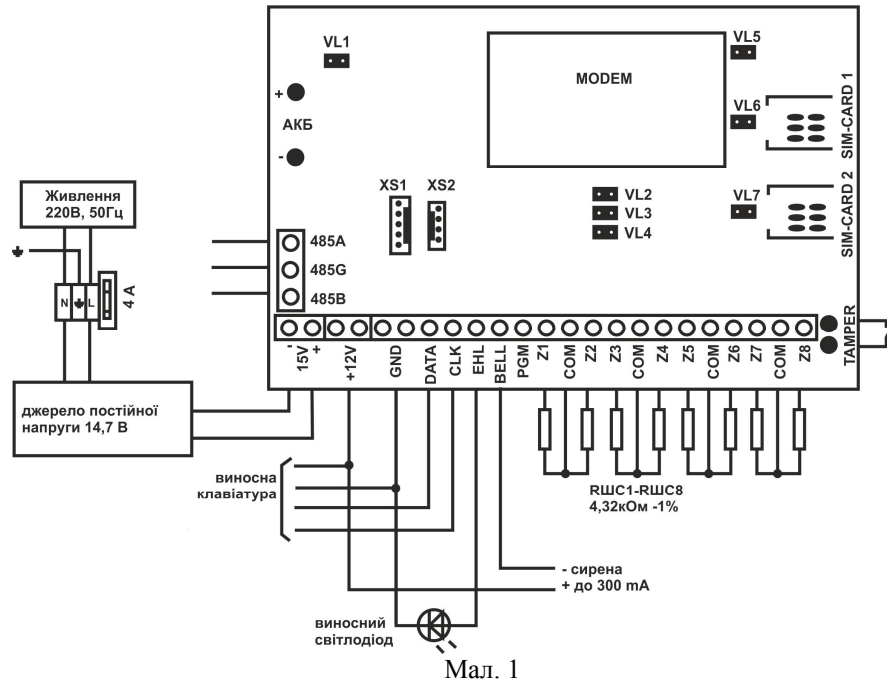 VL1
VL5
MODEM
+
АКБ
-
VL6
SIM-CARD 1
XS1
XS2
VL2
VL3
VL4
VL7
SIM-CARD 2
Живлення
220В, 50Гц
N
L
4 А
485A
485G
485B
TAMPER
-
15V
+
+12V
GND
DATA
CLK
EHL
BELL
PGM
Z1
COM
Z2
Z3
COM
Z4
Z5
COM
Z6
Z7
COM
Z8
джерело постійної
напруги 14,7 В
виносна
клавіатура
RШС1-RШС8
4,32кОм -1%
- сирена
+ до 300 mA
виносний
світлодіод
Мал. 1